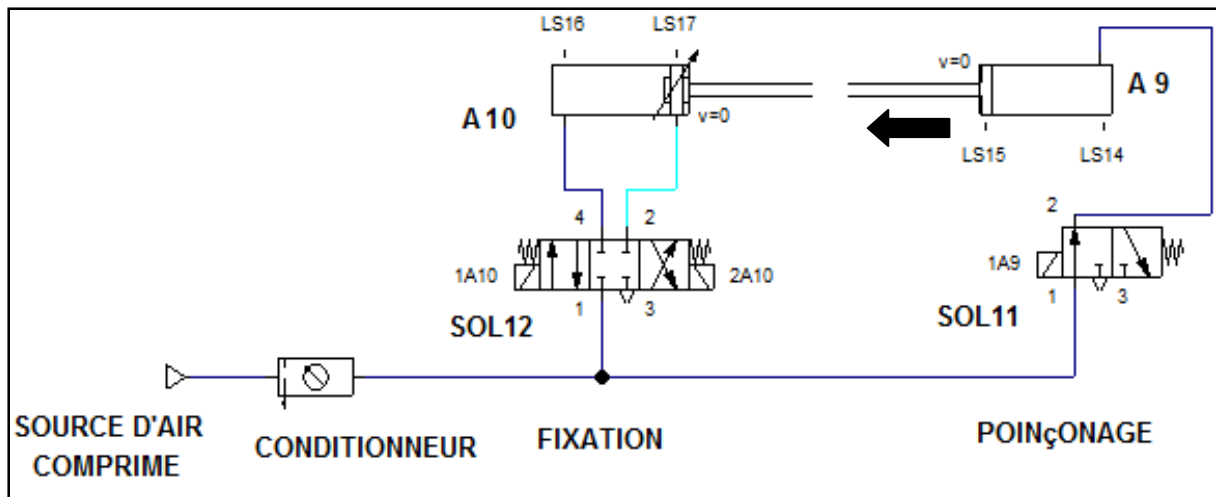 LS16
LS17
v=0
A 10
v=0
A 9
LS15
LS14
4
2
1A10
2A10
1
3
SOL12
2
1A9
1
3
SOL11
SOURCE D'AIR
COMPRIME
CONDITIONNEUR
FIXATION
POINçONAGE